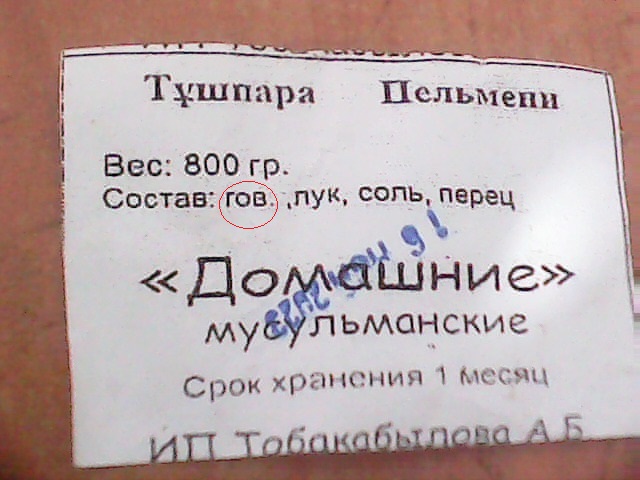 Тұшпара Пельмени
Вес: 800 гр.
Состав: гов. ,лук, соль, перец
«Домашние»
мусульманские
Срок хранения 1 месяц
ИП Тобакабылова А.Б